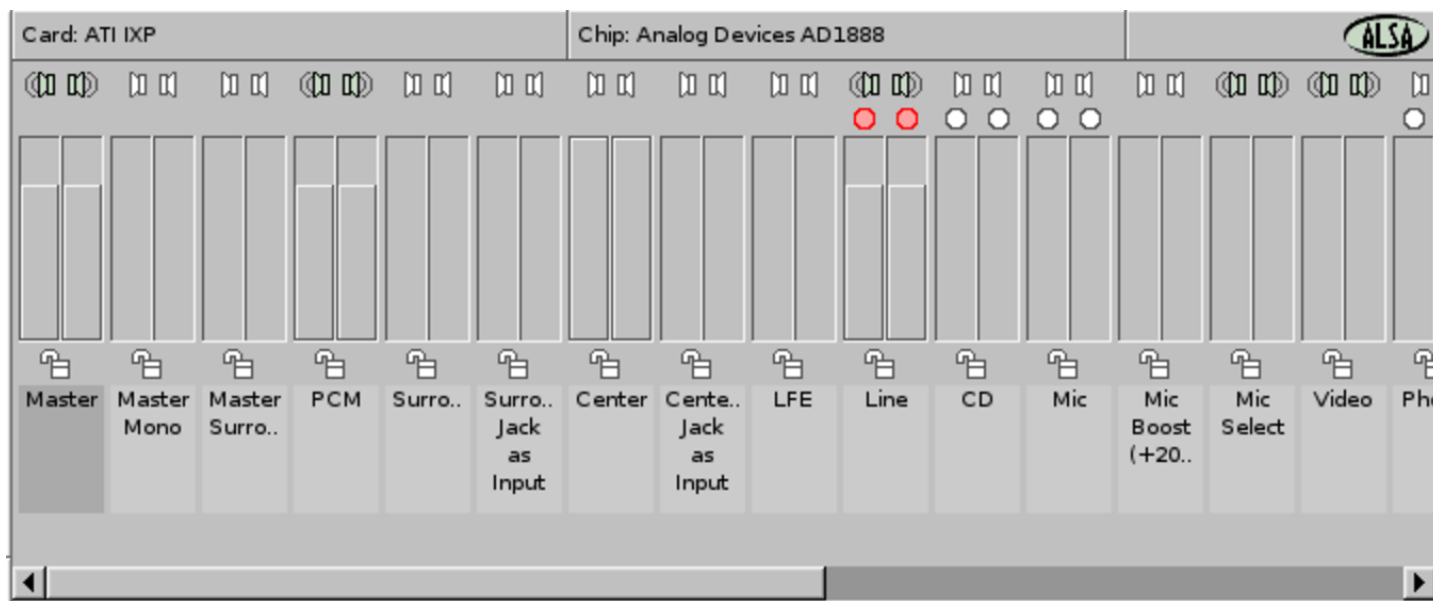 Card: ATI IXP
Chip: Analog Devices AD1888
ALSA
Master
Master Mono
Master Surro..
PCM
Surro..
Surro.. Jack as Input
Center
Cente.. Jack as Input
LFE
Line
CD
Mic
Mic Boost (+20..
Mic Select
Video
Pho